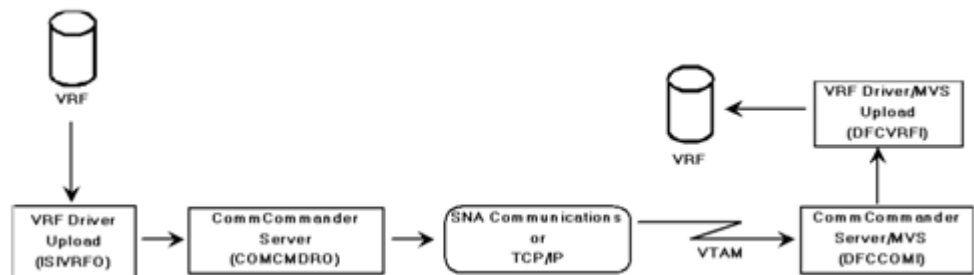 VRF
VRF Driver
Upload
(ISIVRFO)
CommCommander
Server
(COMCMDRO)
SNA Communications
or
TCP/IP
VTAM
CommCommander
Server/MVS
(DFCCOMI)
VRF Driver/MVS
Upload
(DFCVRFI)
VRF